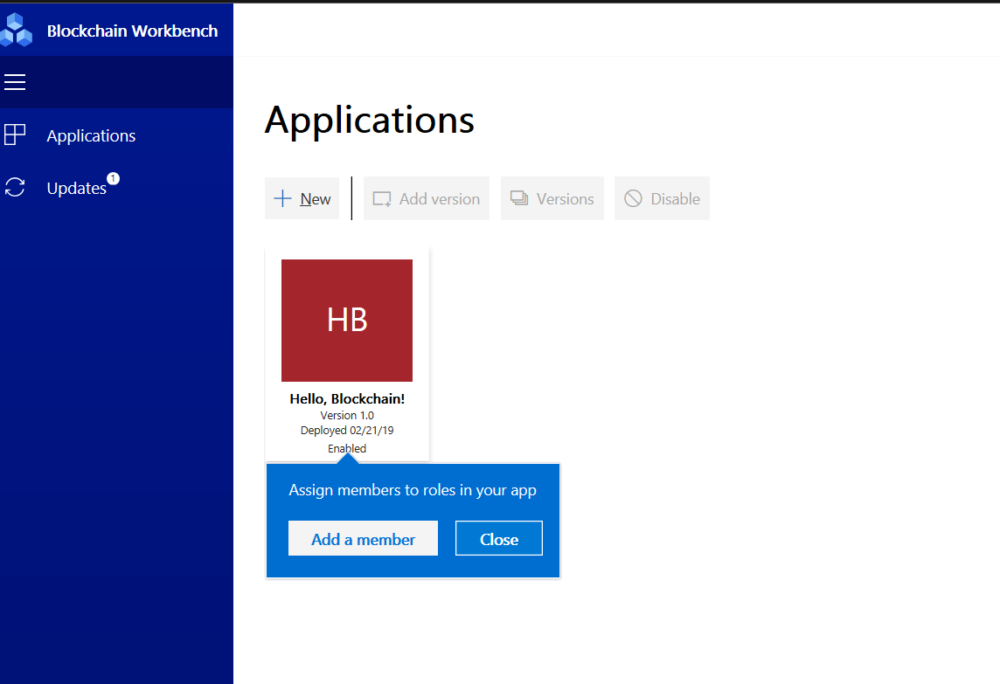 Blockchain Workbench
Applications
Updates 1
Applications
New
Add version
Versions
Disable
HB
Hello, Blockchain!
Version 1.0
Deployed 02/21/19
Enabled
Assign members to roles in your app
Add a member
Close